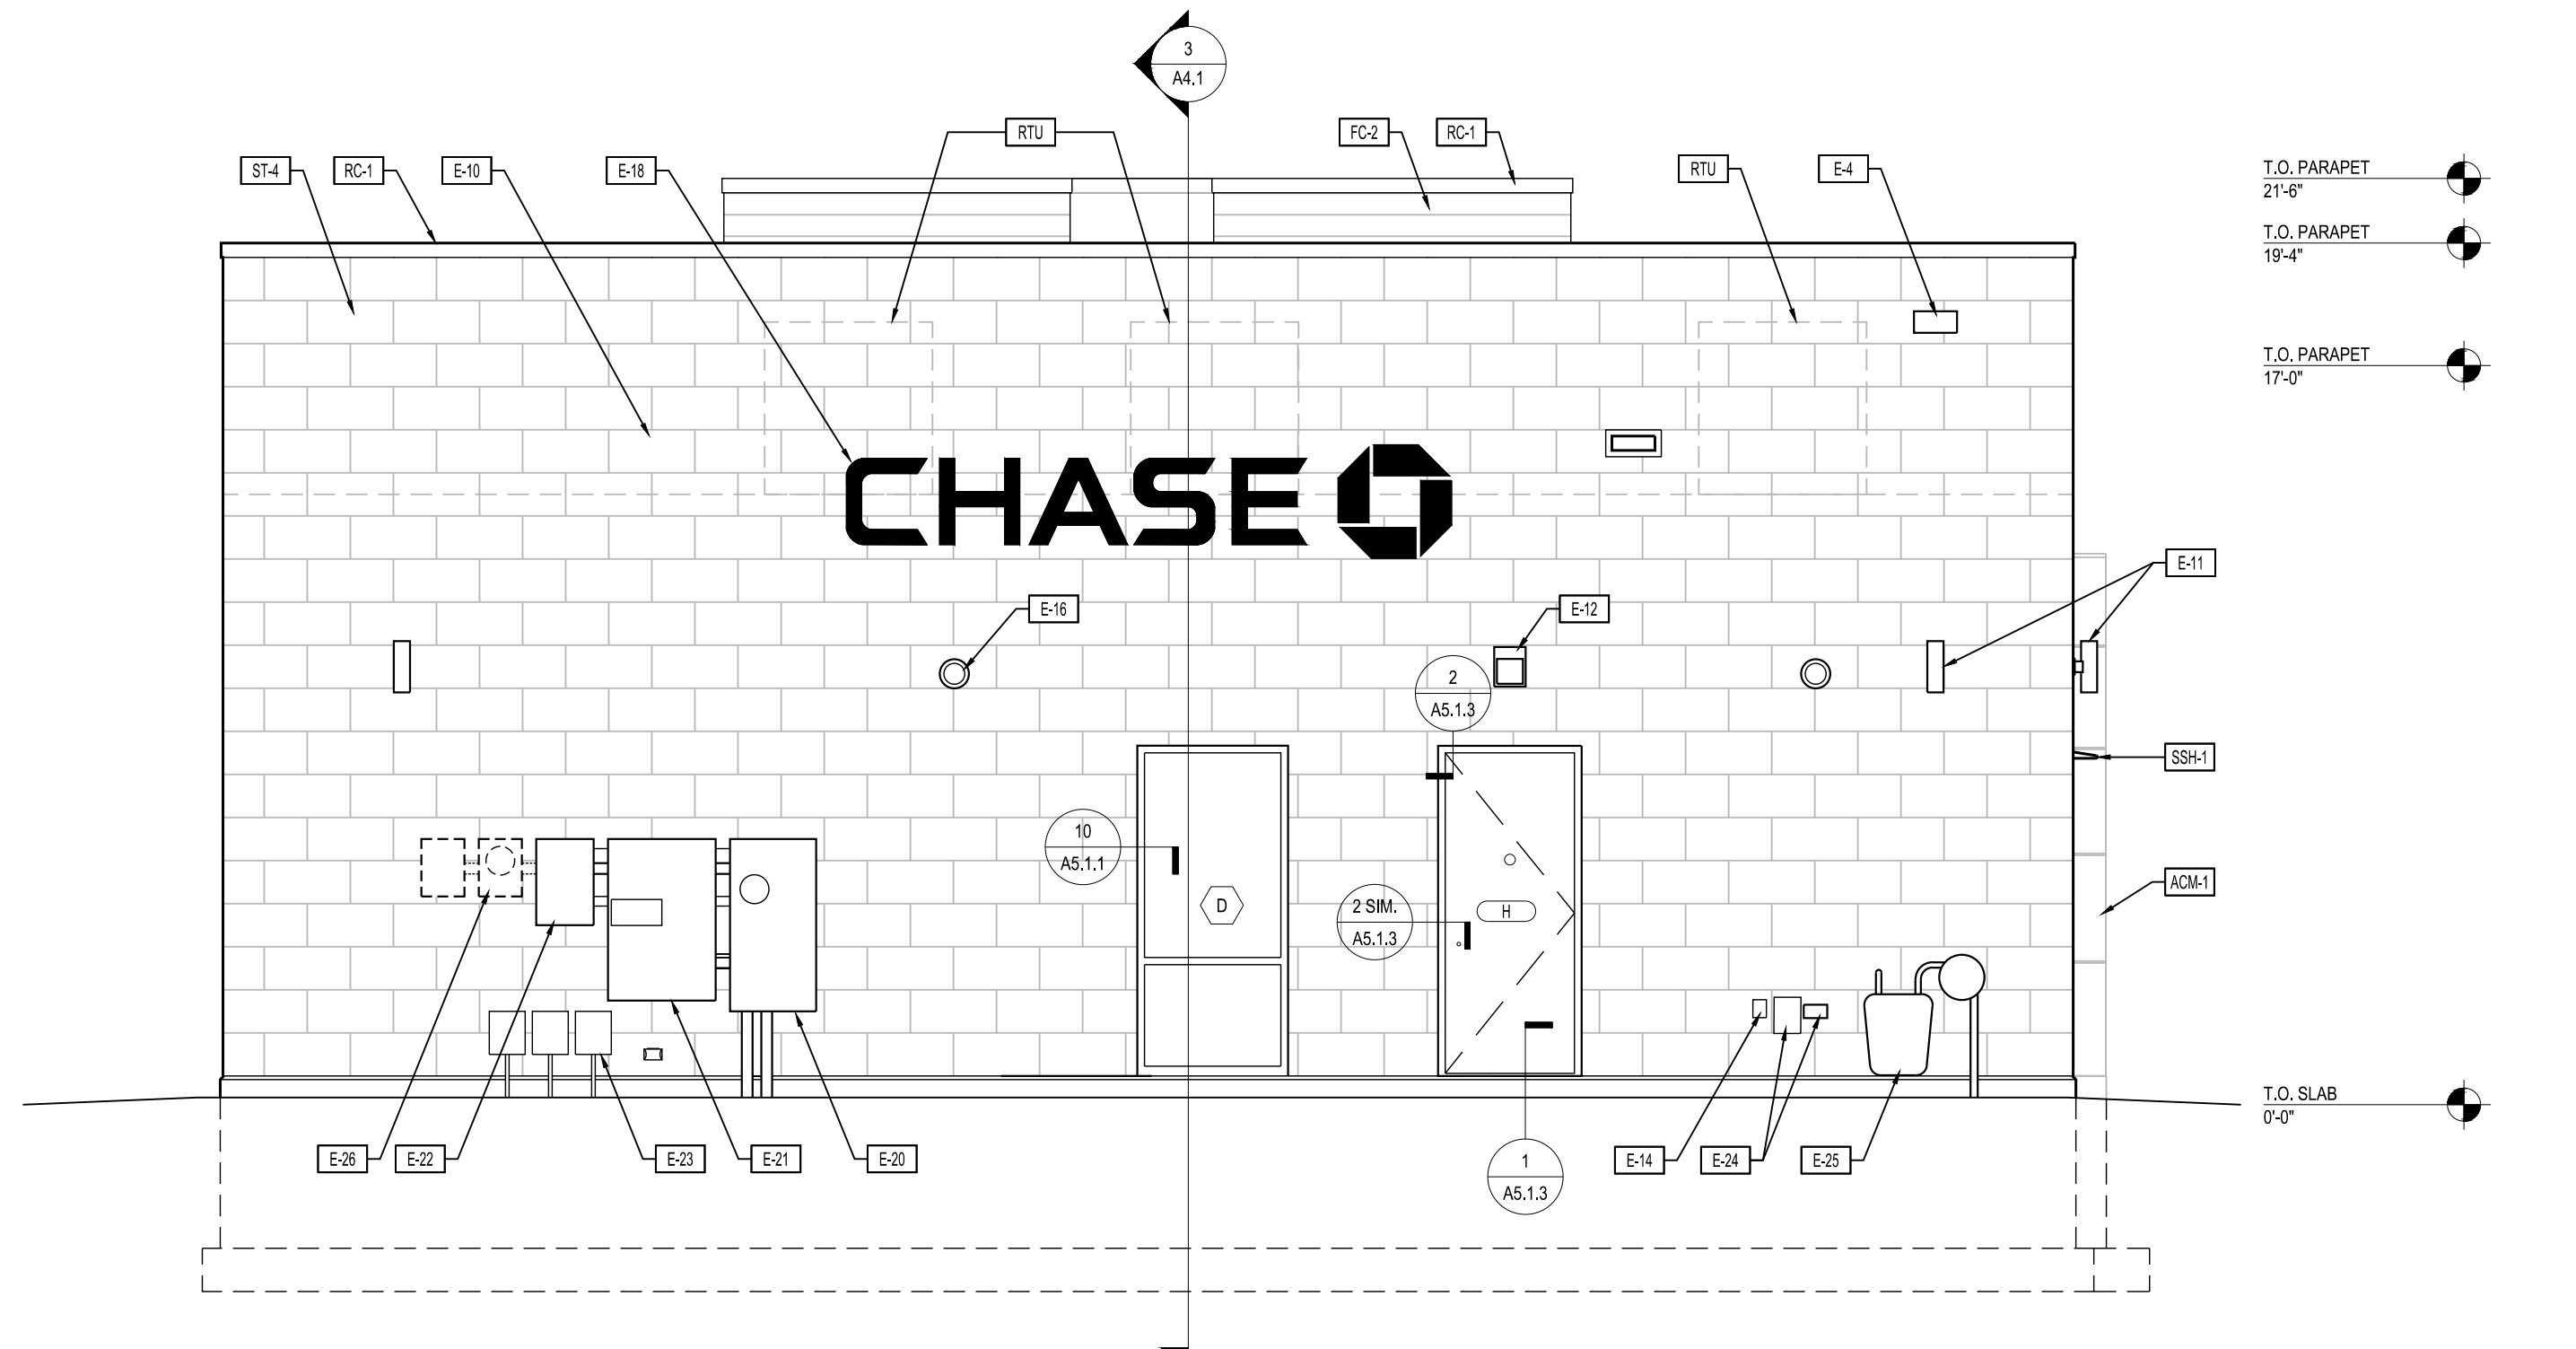 3
A4.1
RTU
FC-2
RC-1
ST-4
RC-1
E-10
E-18
RTU
E-4
T.O. PARAPET
21'-6"
T.O. PARAPET
19'-4"
T.O. PARAPET
17'-0"
CHASE
E-11
E-16
E-12
2
A5.1.3
SSH-1
10
A5.1.1
ACM-1
D
2 SIM.
A5.1.3
H
T.O. SLAB
0'-0"
E-26
E-22
E-23
E-21
E-20
1
A5.1.3
E-14
E-24
E-25